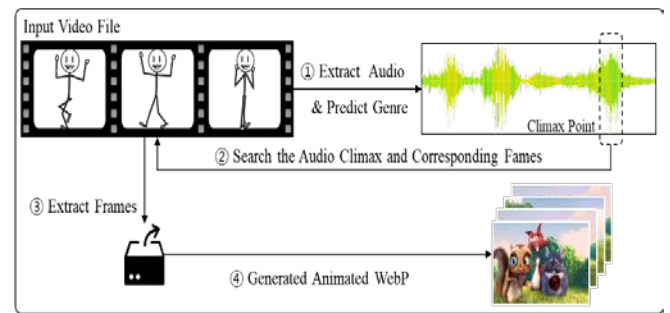 Input Video File
① Extract Audio
& Predict Genre
Climax Point
② Search the Audio Climax and Corresponding Fames
③ Extract Frames
④ Generated Animated WebP